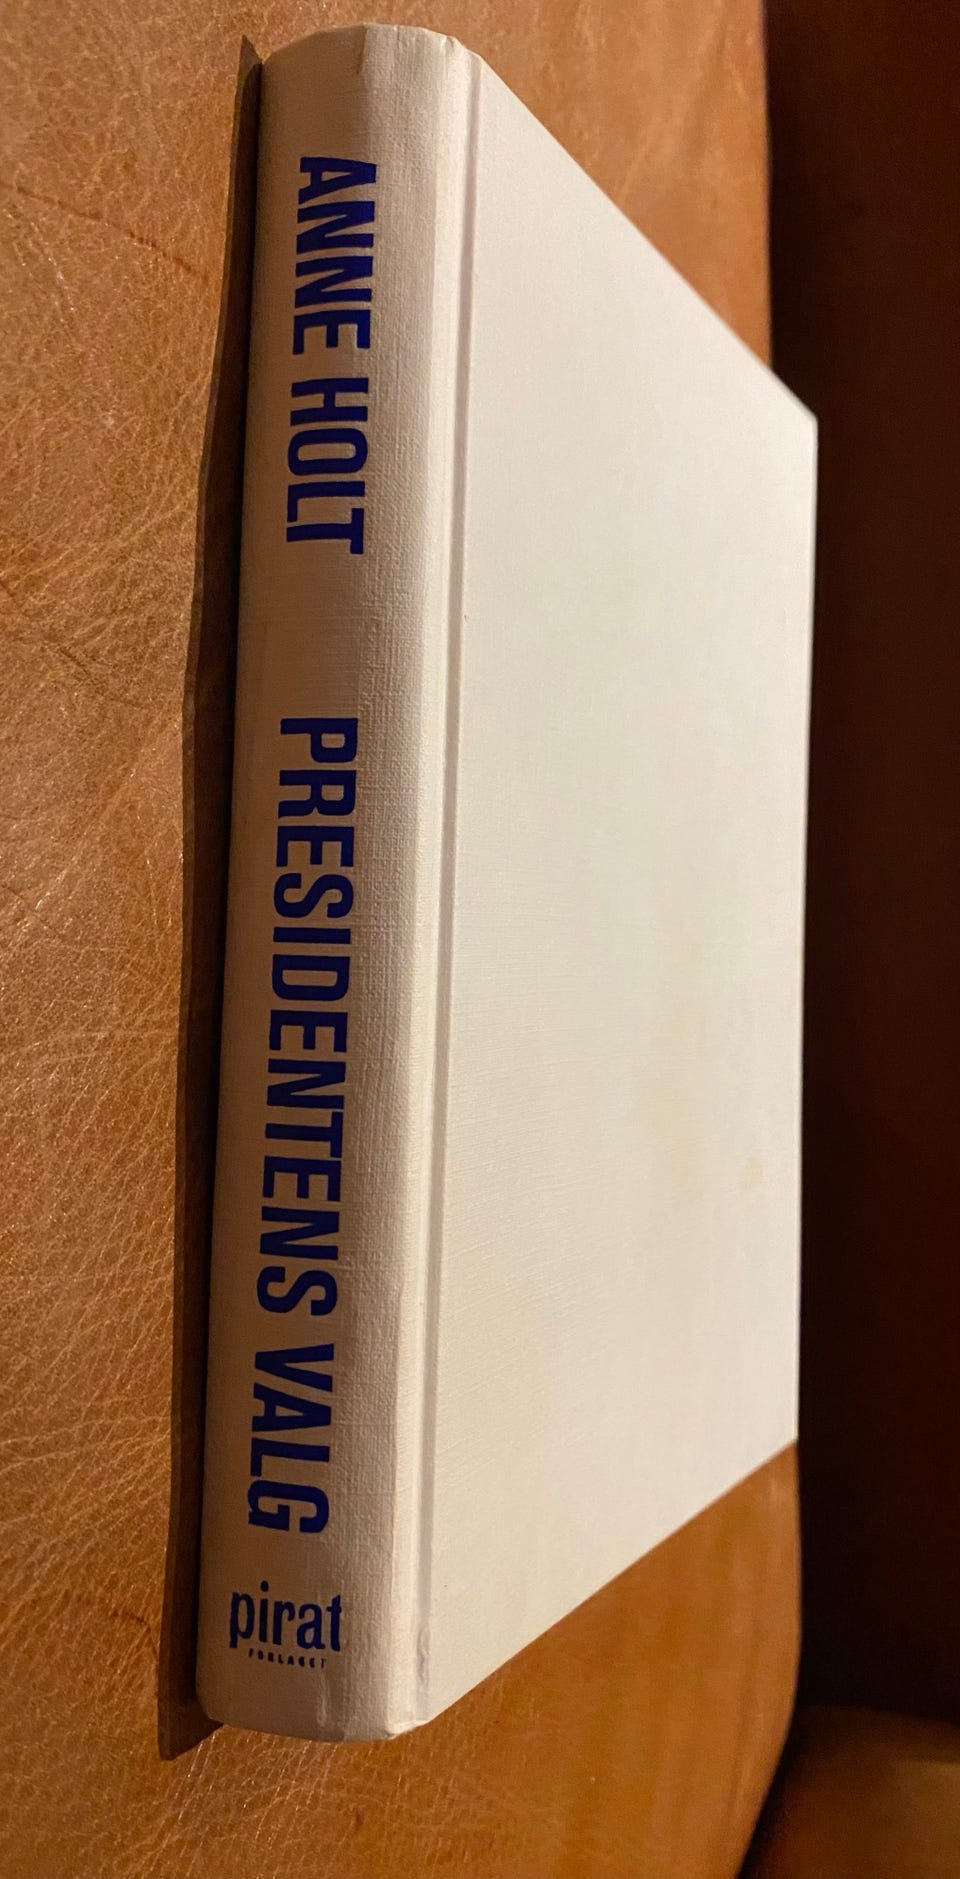 ANNE HOLT PRESIDENTENS VALG
pirat
FORLAGET